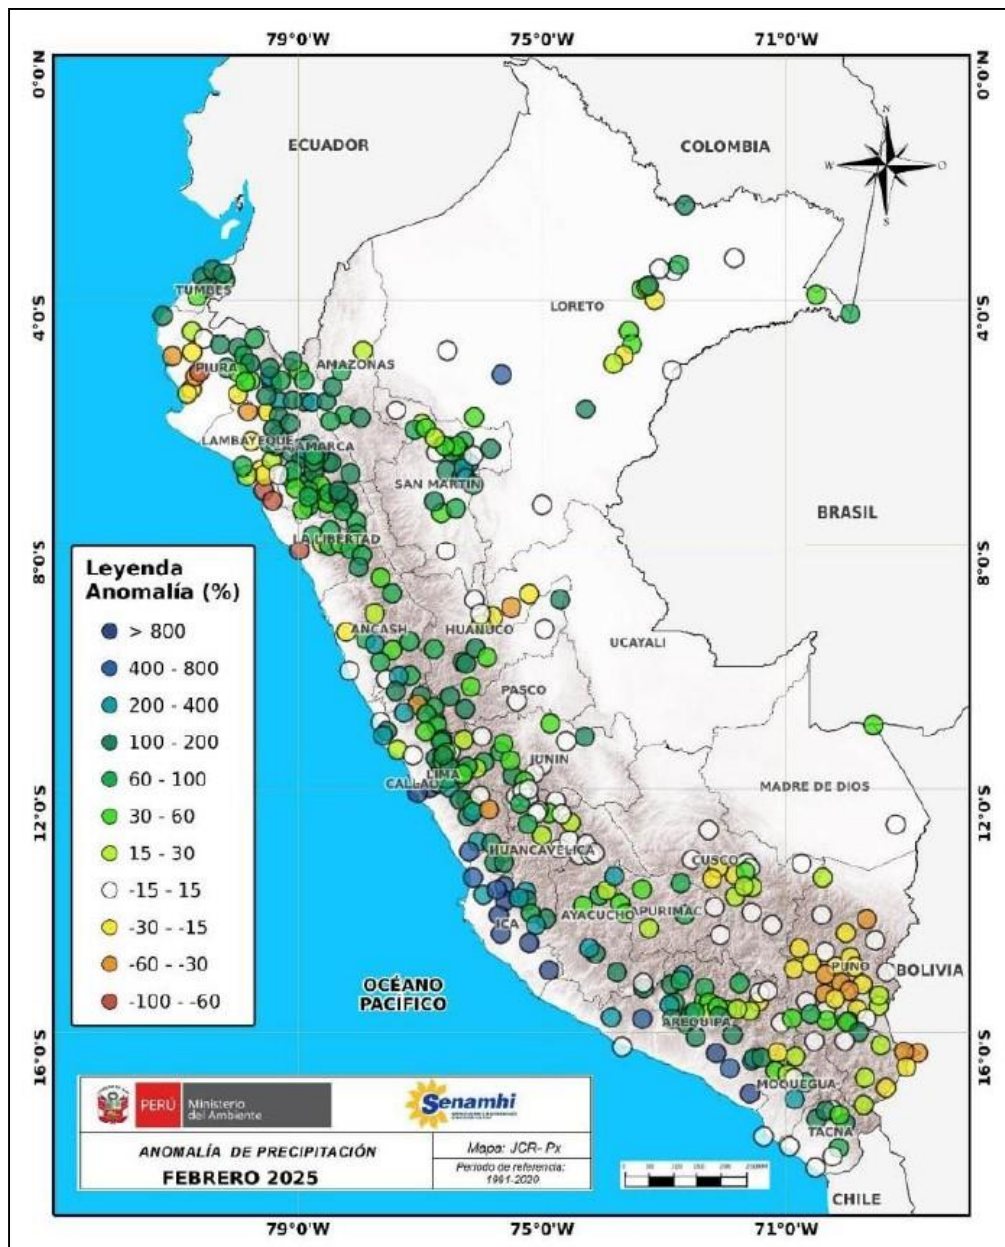 79°0'W 75°0'W 71°0'W
0°0'N 0°0'N
ECUADOR
COLOMBIA
N
W O
S
TUMBES
LORETO
4°0'S 4°0'S
PIURA
AMAZONAS
LAMBAYEQUE
CAJAMARCA
SAN MARTIN
BRASIL
LA LIBERTAD
8°0'S 8°0'S
Leyenda
Anomalía (%)
> 800
400 - 800
200 - 400
100 - 200
60 - 100
30 - 60
15 - 30
-15 - 15
-30 - -15
-60 - -30
-100 - -60
ANCASH
HUANUCO
UCAYALI
PASCO
JUNIN
LIMA
CALLAO
MADRE DE DIOS
12°0'S 12°0'S
HUANCAVELICA
CUSCO
AYACUCHO
APURIMAC
ICA
PUNO
BOLIVIA
OCÉANO
PACÍFICO
AREQUIPA
16°0'S 16°0'S
MOQUEGUA
TACNA
CHILE
PERÚ
Ministerio
del Ambiente
Senamhi
ANOMALÍA DE PRECIPITACIÓN
FEBRERO 2025
Mapa: JCR- Px
Periodo de referencia:
1991-2020
79°0'W 75°0'W 71°0'W